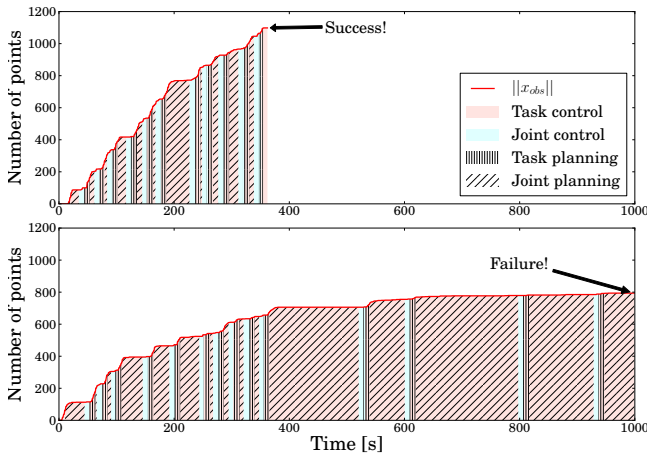 1200
1000
800
600
400
200
0
Number of points
Success!
||x_obs||
Task control
Joint control
Task planning
Joint planning
0 200 400 600 800 1000
1200
1000
800
600
400
200
0
Number of points
Failure!
0 200 400 600 800 1000
Time [s]